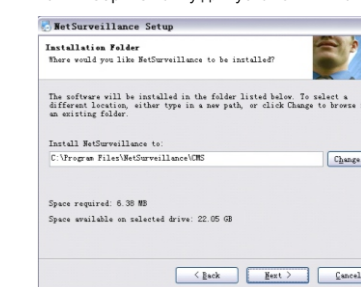 NetSurveillance Setup
Installation Folder
Where would you like NetSurveillance to be installed?
The software will be installed in the folder listed below. To select a
different location, either type in a new path, or click Change to browse
an existing folder.
Install NetSurveillance to:
C:\Program Files\NetSurveillance\CMS
Change
Space required: 6.38 MB
Space available on selected drive: 22.05 GB
< Back
Next >
Cancel